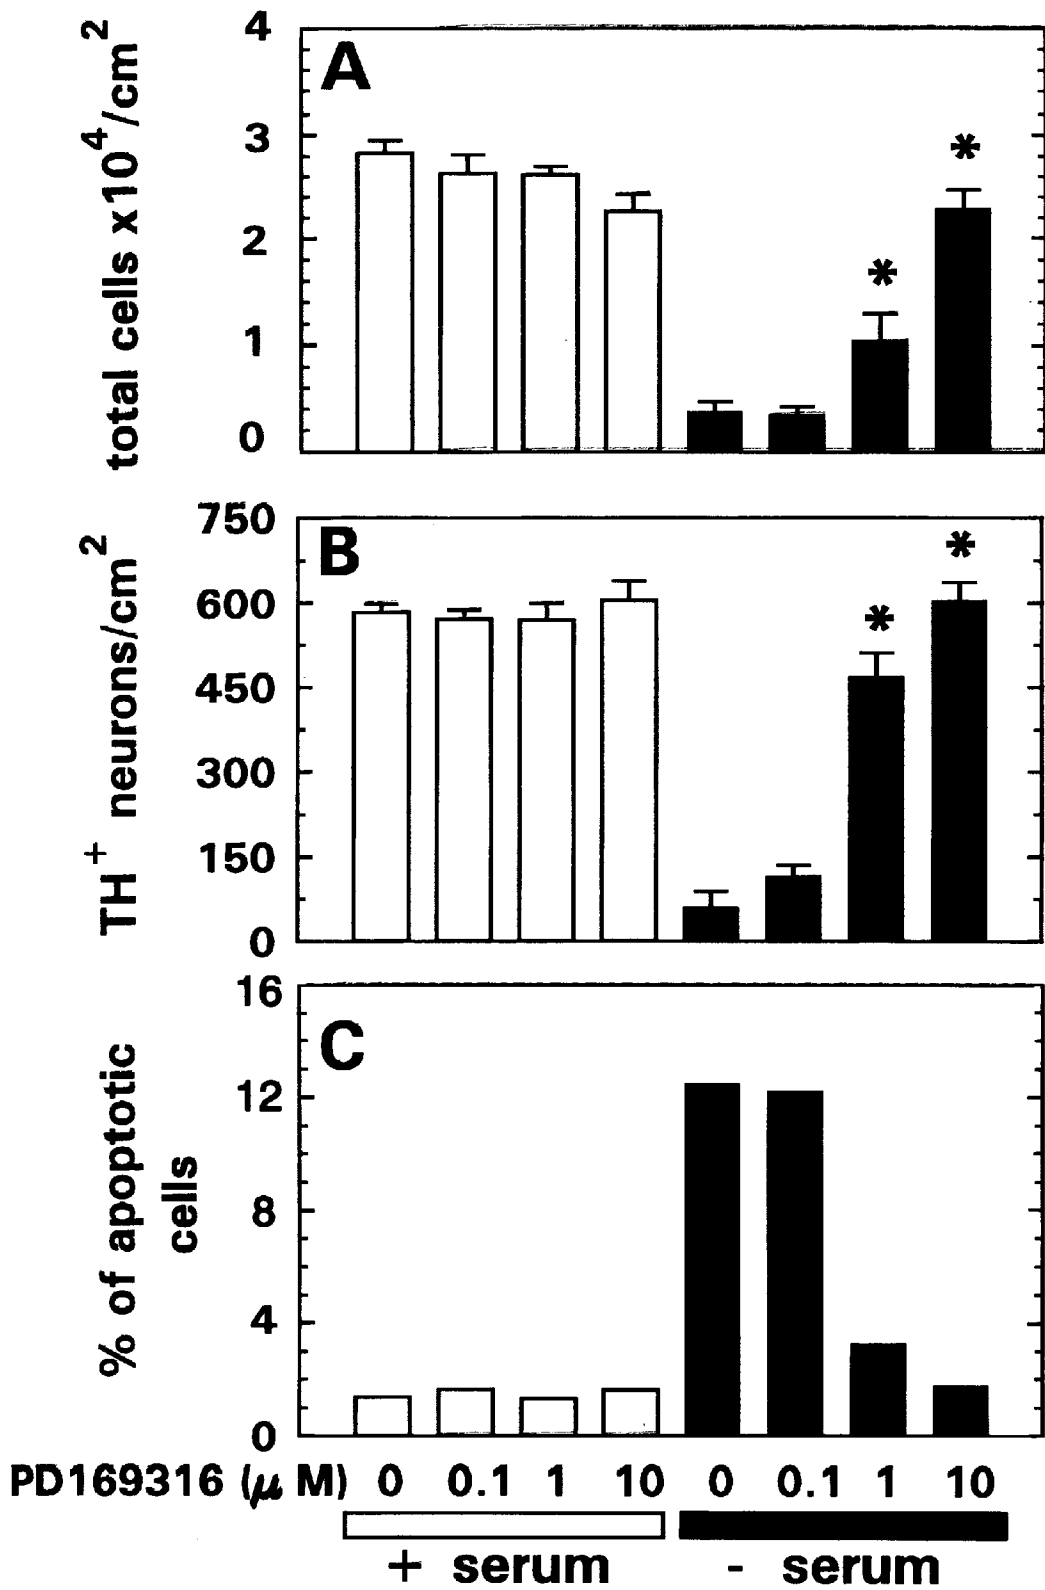 A
total cells x10⁴/cm²
4
3
2
1
0
*
*
B
TH⁺ neurons/cm²
750
600
450
300
150
0
*
*
C
% of apoptotic
cells
16
12
8
4
0
PD169316 (μ M) 0 0.1 1 10 0 0.1 1 10
+ serum - serum